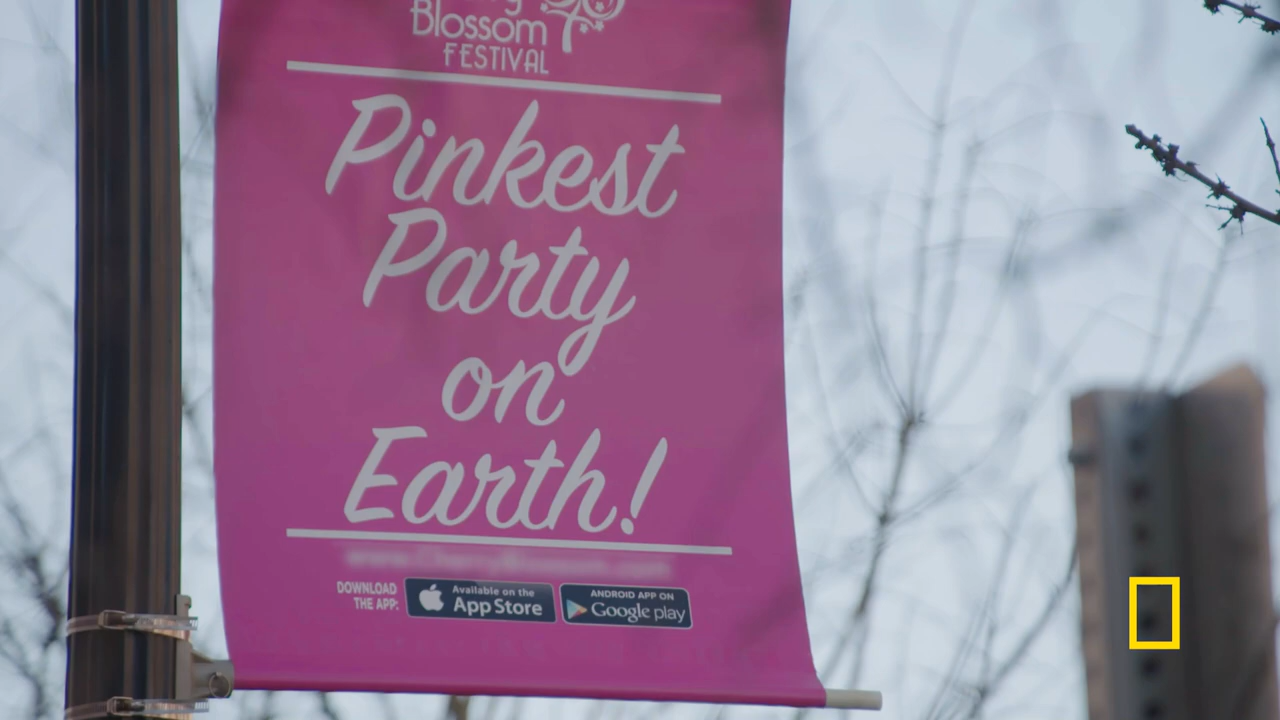 Blossom
FESTIVAL
Pinkest
Party
on
Earth!
DOWNLOAD
THE APP:
Available on the
App Store
ANDROID APP ON
Google play